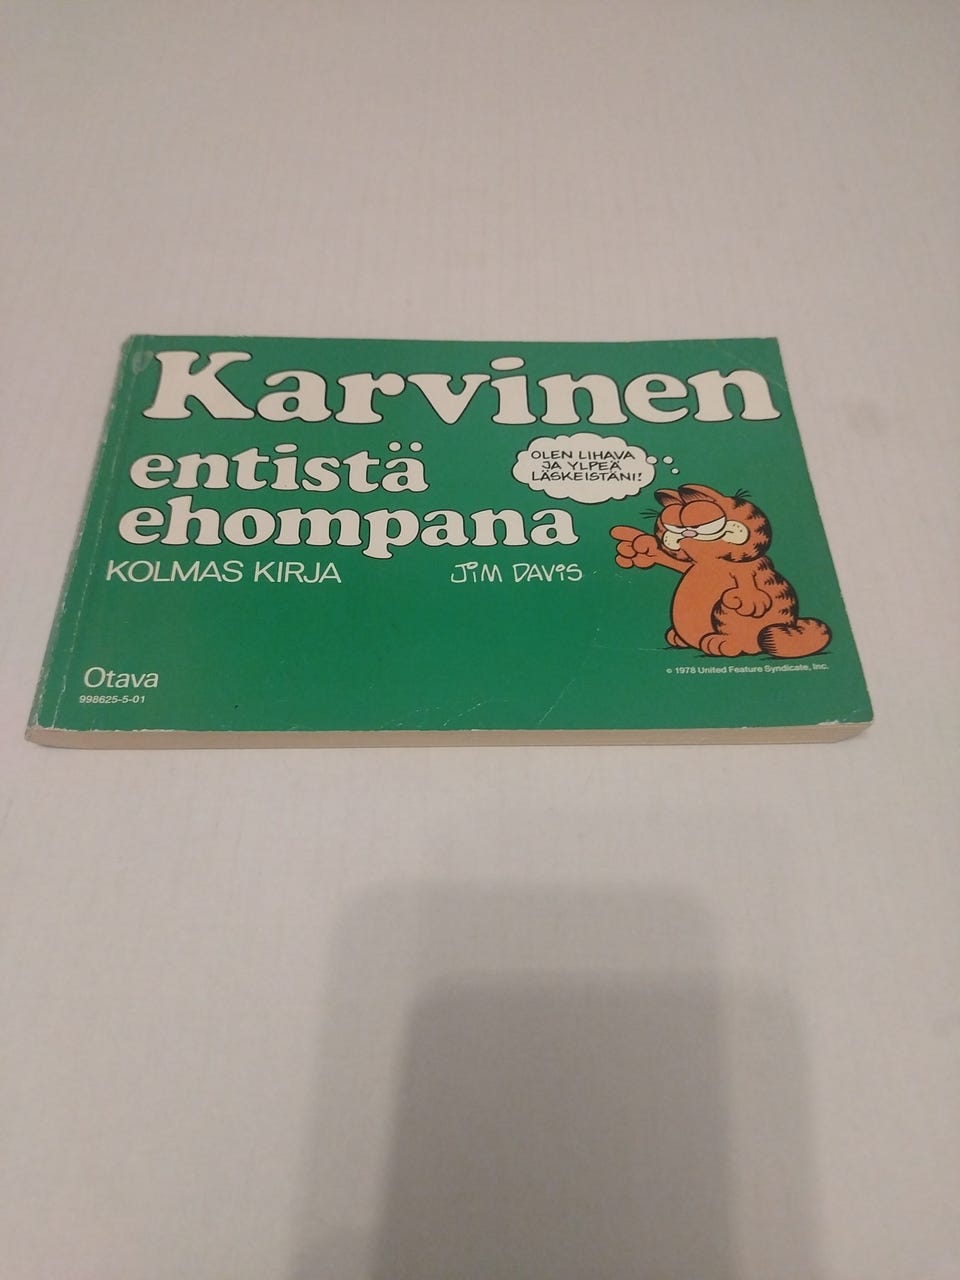 Karvinen
entistä
ehompana
OLEN LIHAVA
JA YLPEÄ
LÄSKEISTÄNI!
KOLMAS KIRJA
JIM DAVIS
© 1978 United Feature Syndicate, Inc.
Otava
998625-5-01